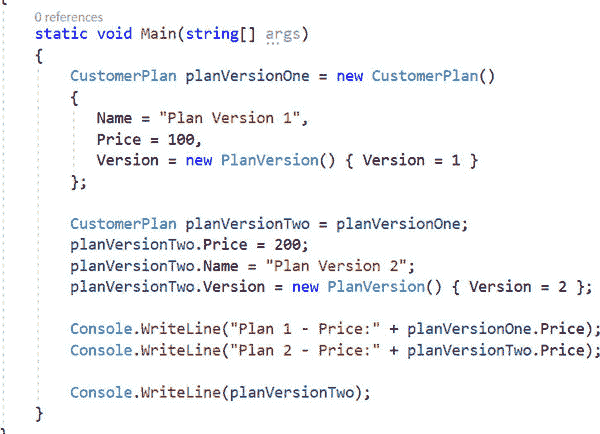 0 references
static void Main(string[] args)
{
CustomerPlan planVersionOne = new CustomerPlan()
{
Name = "Plan Version 1",
Price = 100,
Version = new PlanVersion() { Version = 1 }
};
CustomerPlan planVersionTwo = planVersionOne;
planVersionTwo.Price = 200;
planVersionTwo.Name = "Plan Version 2";
planVersionTwo.Version = new PlanVersion() { Version = 2 };
Console.WriteLine("Plan 1 - Price:" + planVersionOne.Price);
Console.WriteLine("Plan 2 - Price:" + planVersionTwo.Price);
Console.WriteLine(planVersionTwo);
}